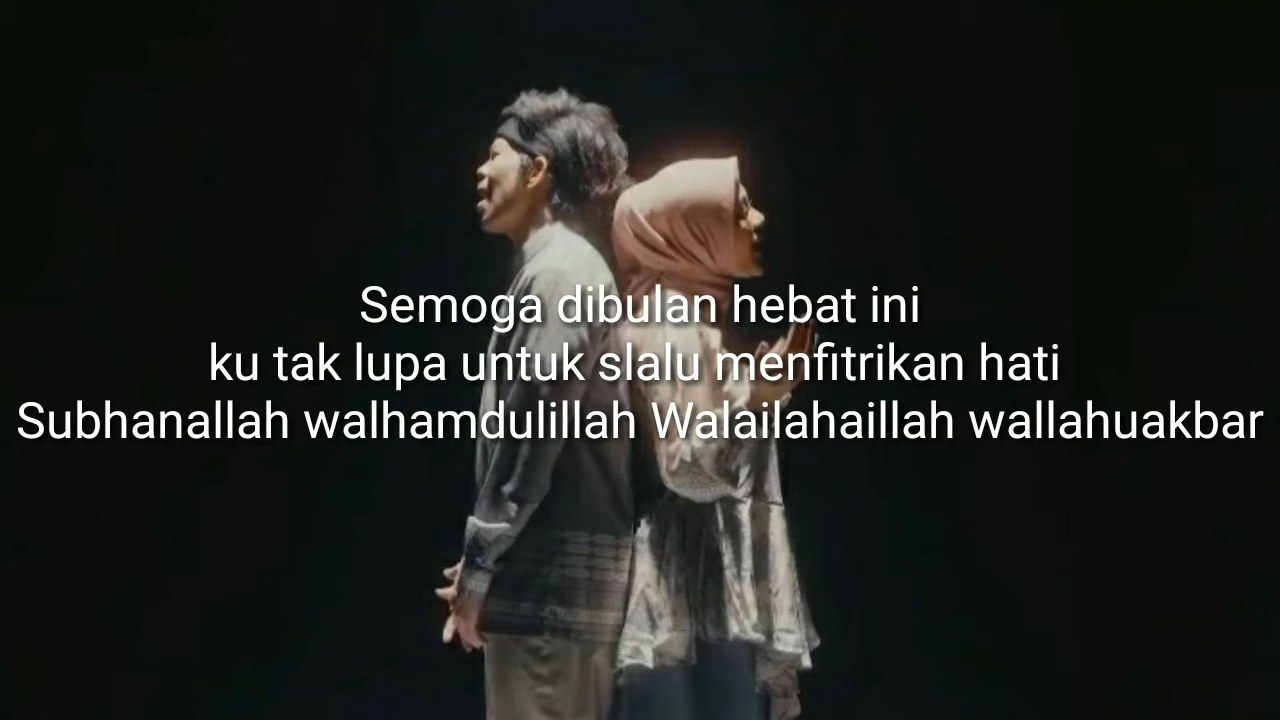 Semoga dibulan hebat ini
ku tak lupa untuk slalu menfitrikan hati
Subhanallah walhamdulillah Walailahaillah wallahuakbar